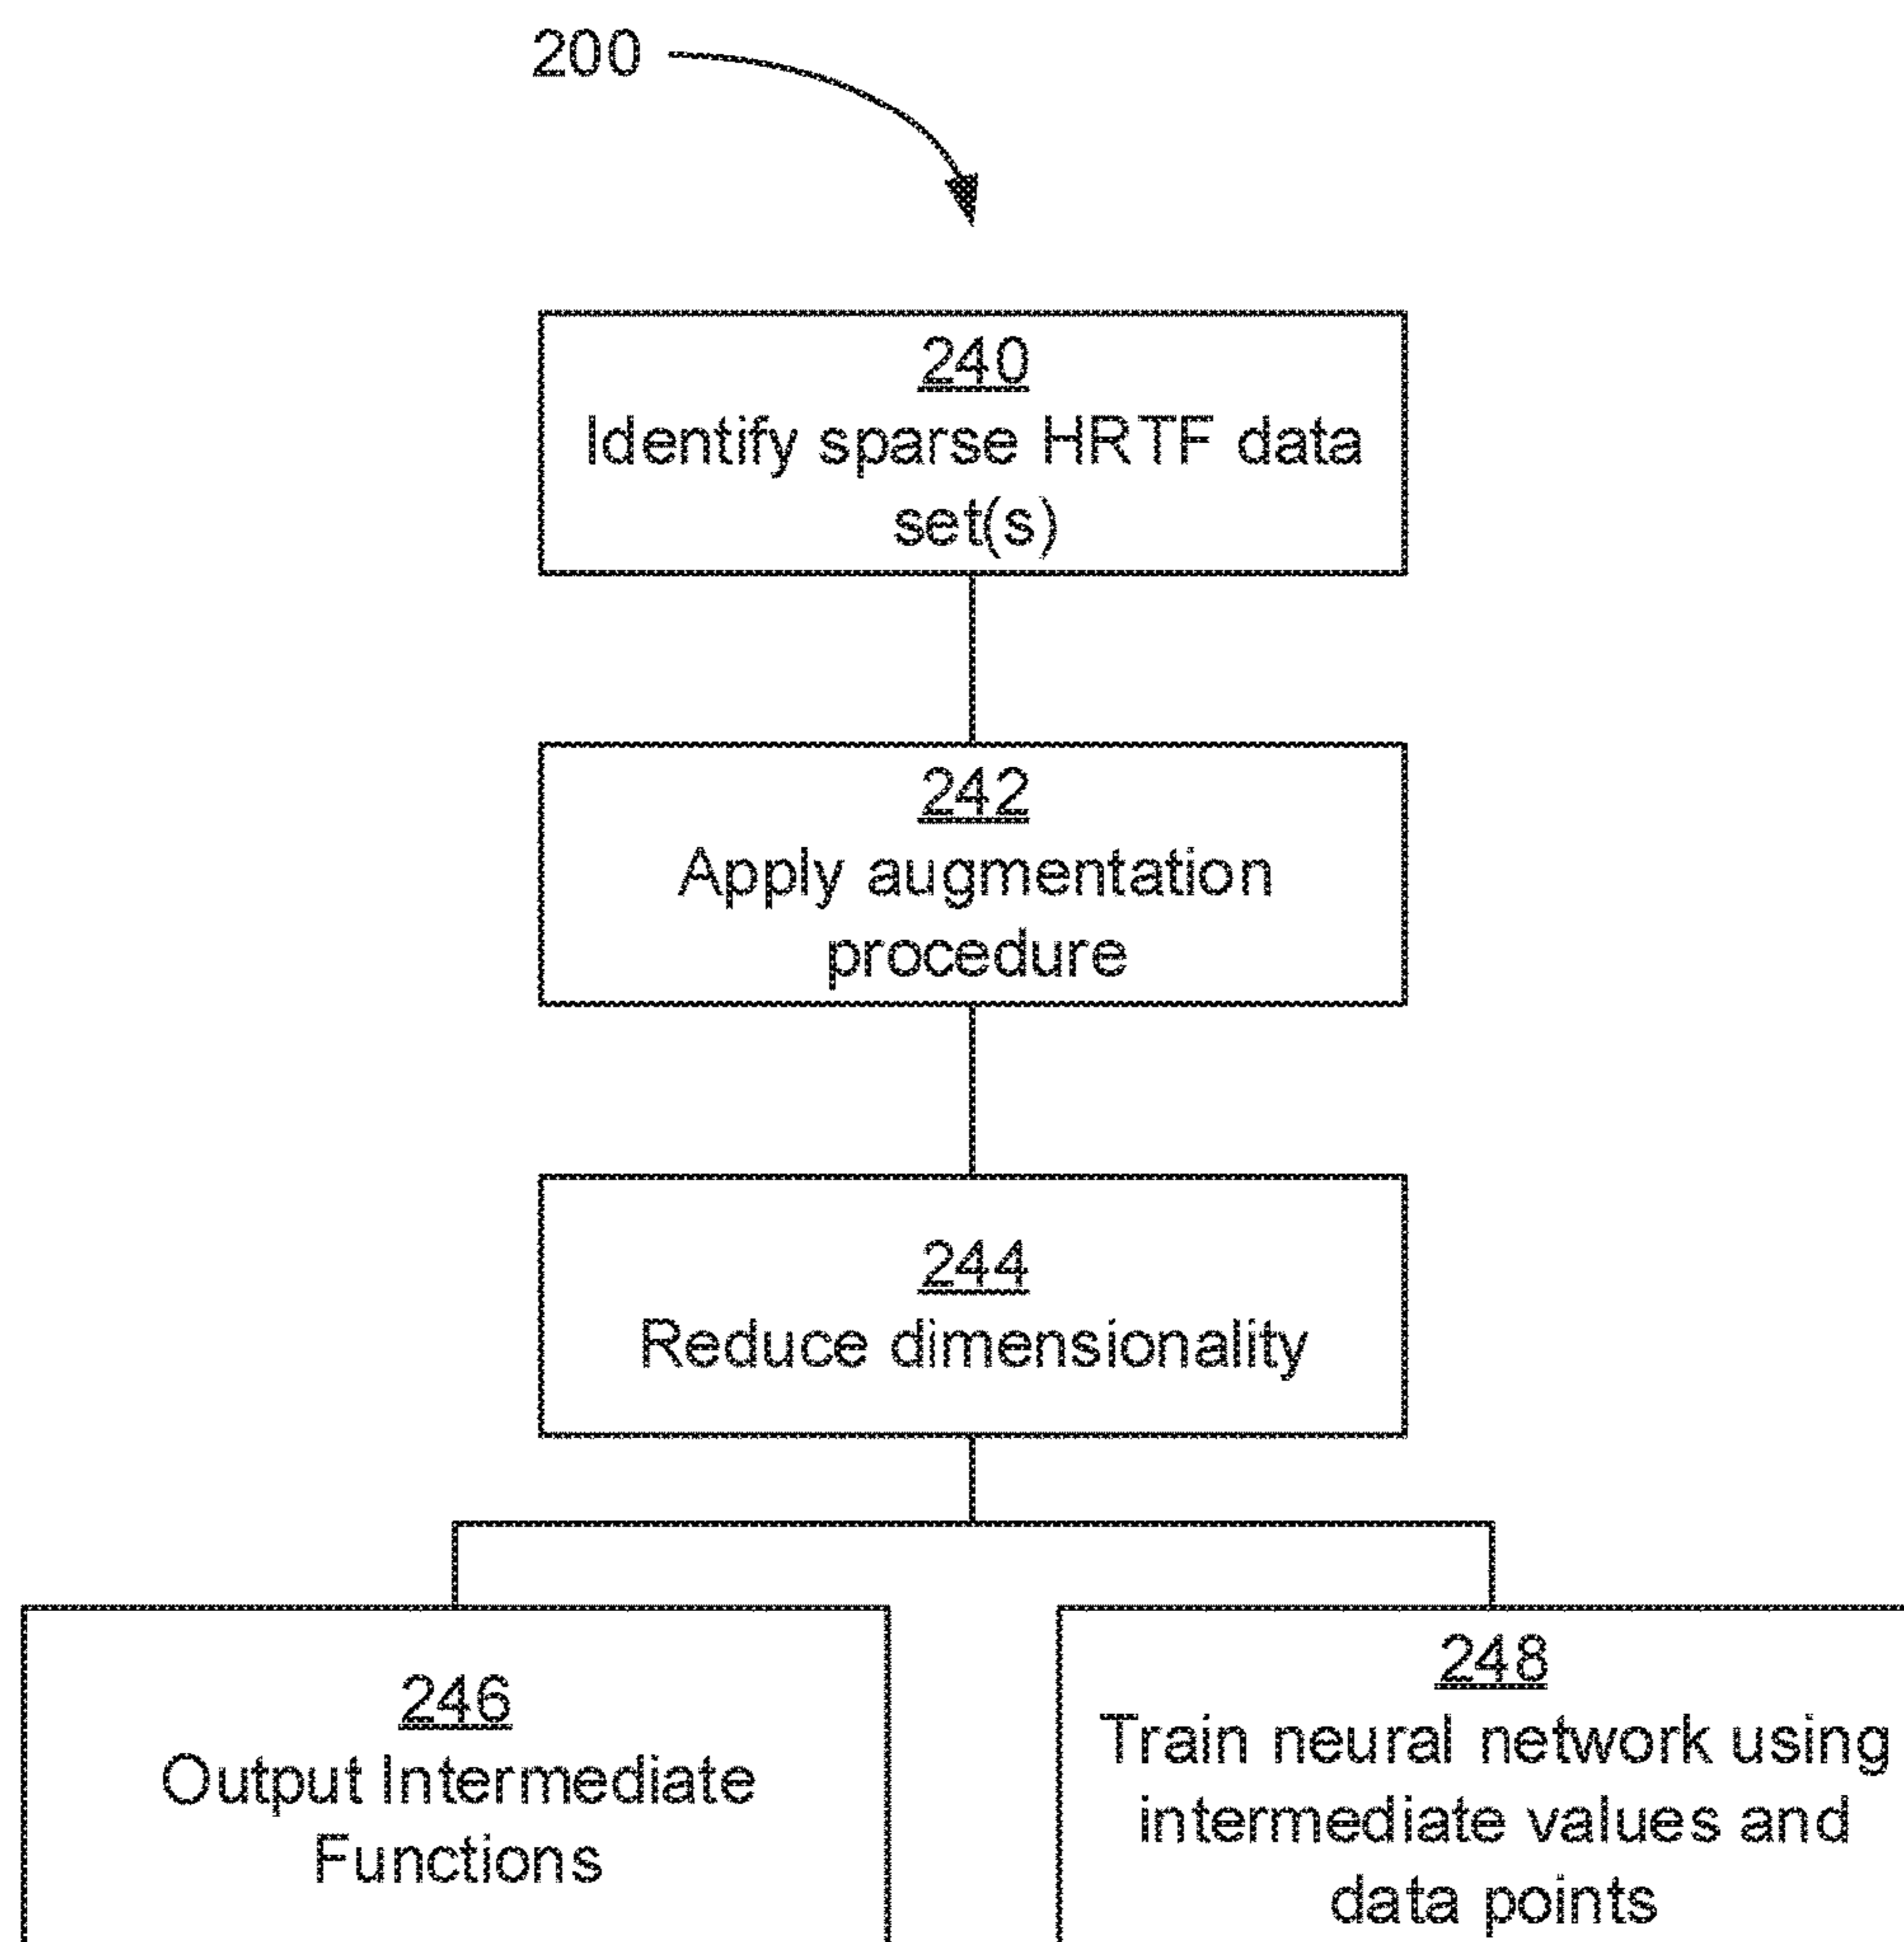 200
240
Identify sparse HRTF data
set(s)
242
Apply augmentation
procedure
244
Reduce dimensionality
246
Output Intermediate
Functions
248
Train neural network using
intermediate values and
data points